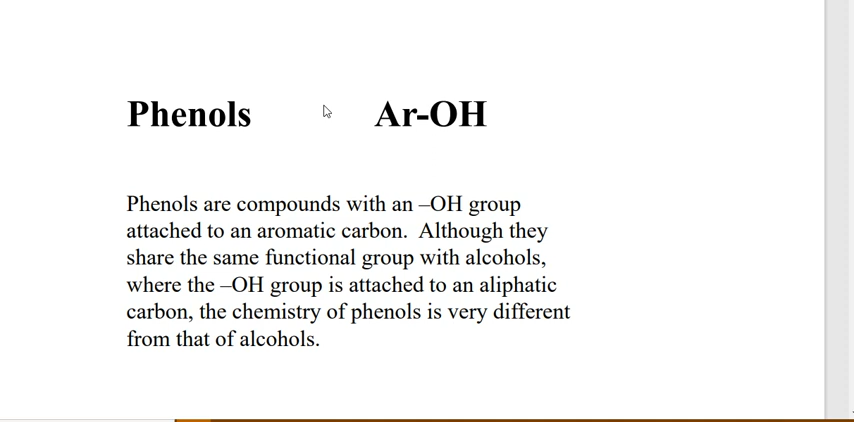 Phenols Ar-OH
Phenols are compounds with an –OH group
attached to an aromatic carbon.  Although they
share the same functional group with alcohols,
where the –OH group is attached to an aliphatic
carbon, the chemistry of phenols is very different
from that of alcohols.